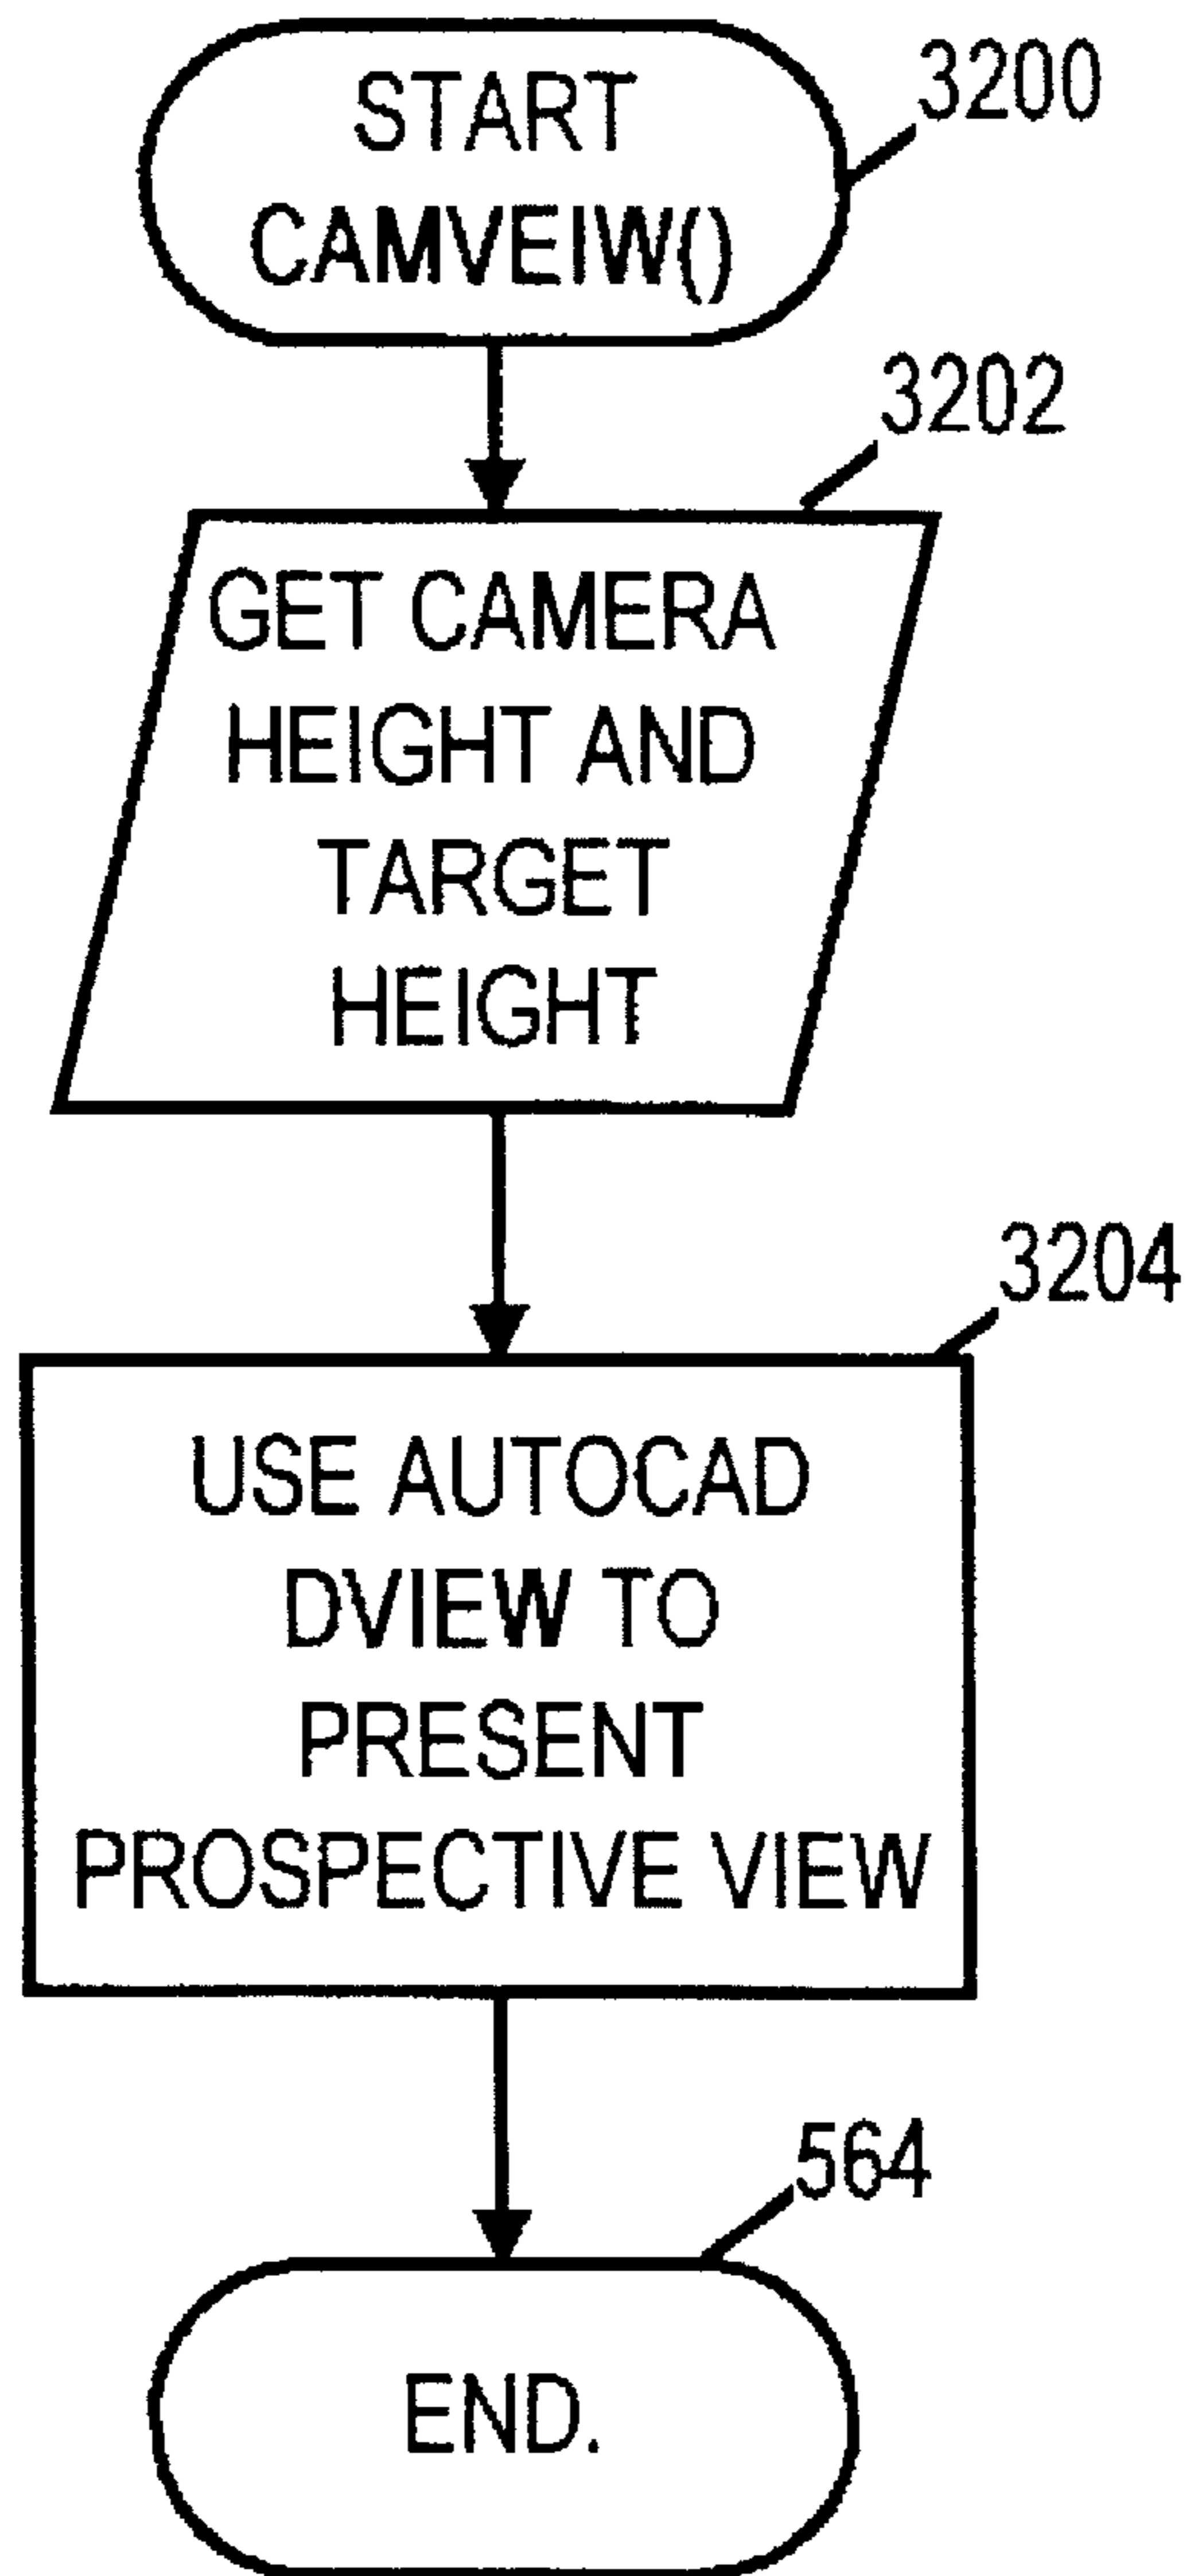 START
CAMVEIW()
3200
3202
GET CAMERA
HEIGHT AND
TARGET
HEIGHT
3204
USE AUTOCAD
DVIEW TO
PRESENT
PROSPECTIVE VIEW
564
END.